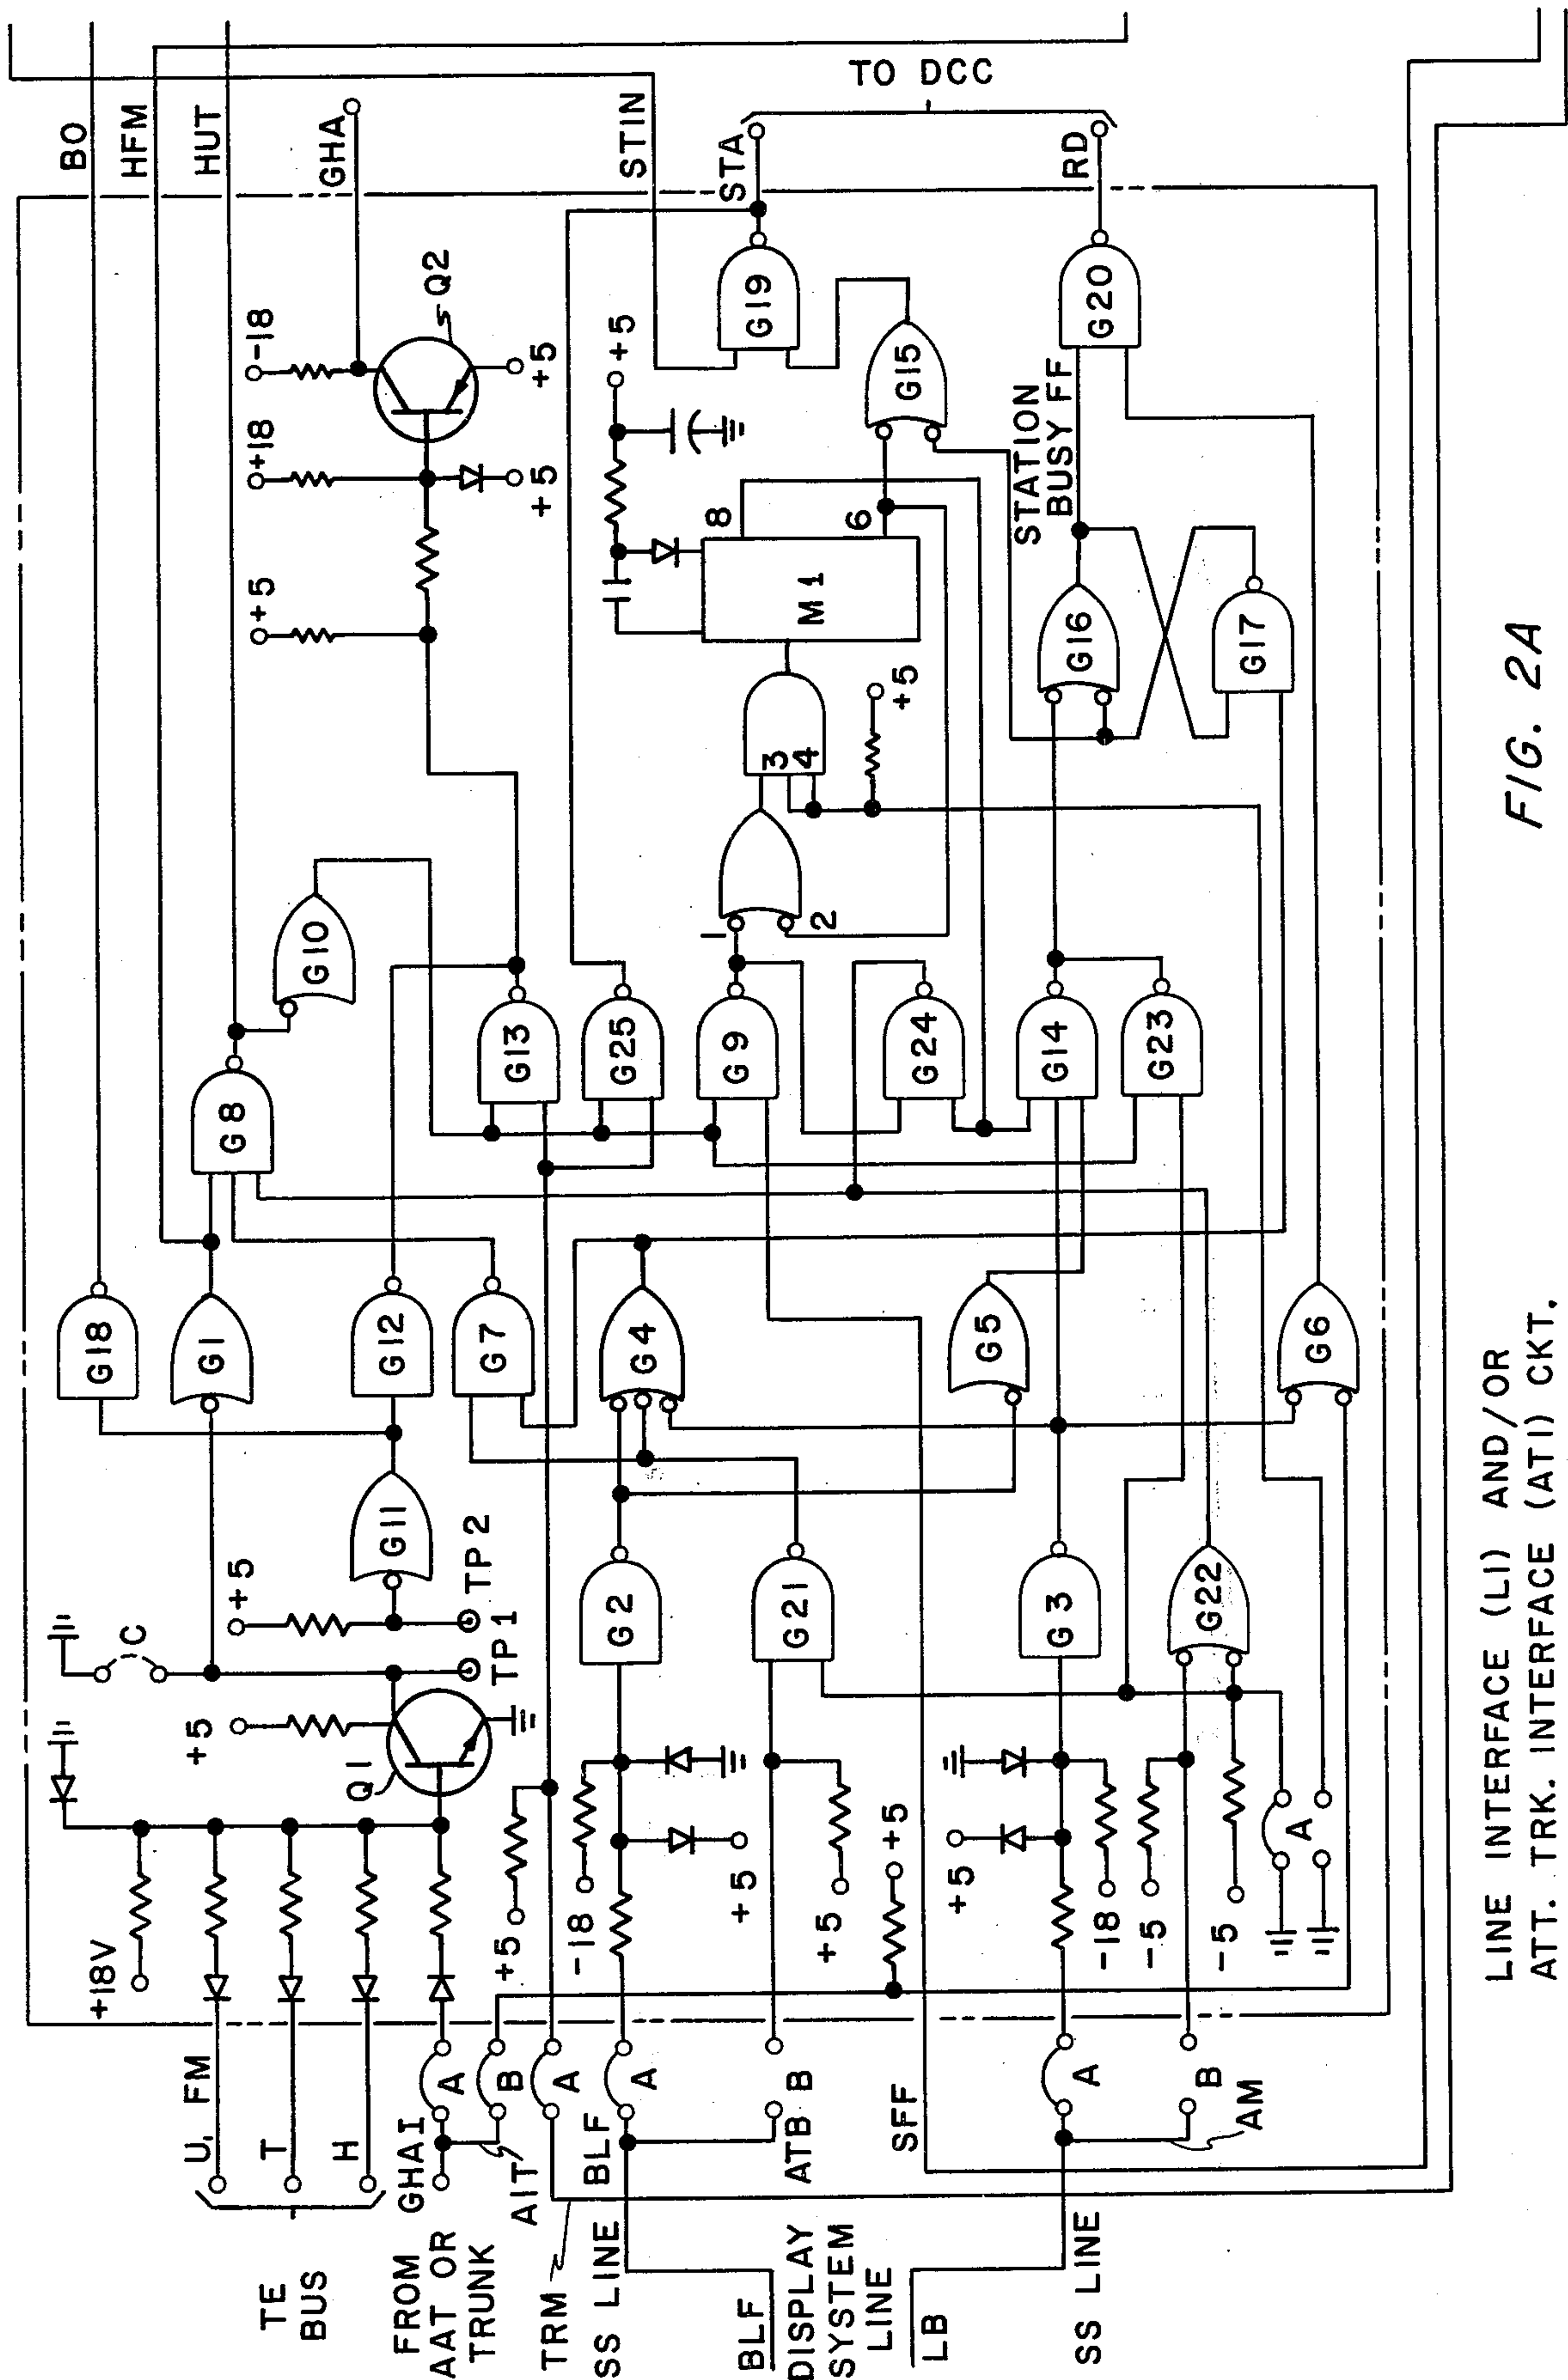 TE
BUS
U, FM
T
H
FROM
AAT OR
TRUNK
GHAI
A
B
AIT
TRM
A
SS LINE
BLF
A
ATB
B
BLF
DISPLAY
SYSTEM
LINE
LB
SFF
SS LINE
A
B
AM
+18V
Q1
+5
C
+5
TP1
TP2
+5
-18
+5
+5
+5
+5
-18
-5
-5
A
G18
G1
G11
G12
G7
G2
G4
G21
G3
G5
G22
G6
G8
G10
G13
G25
G9
G24
G14
G23
1
2
3
4
+5
M1
8
6
+5
+5
+18
+5
-18
Q2
+5
G15
G19
G16
G17
G20
STATION
BUSY FF
BO
HFM
HUT
GHA
STIN
STA
RD
TO DCC
LINE INTERFACE (LI) AND/OR
ATT. TRK. INTERFACE (ATI) CKT.
FIG. 2A